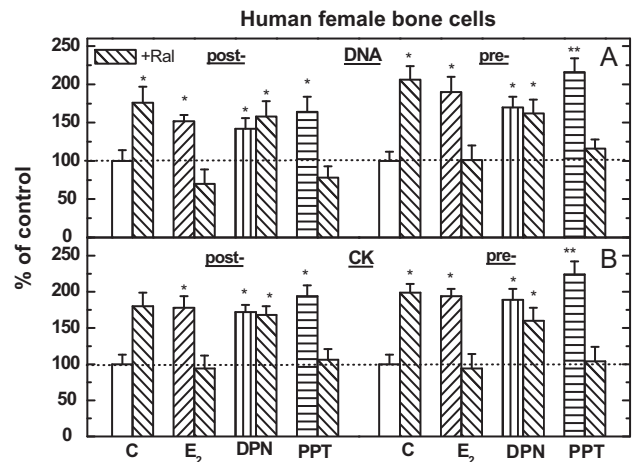 Human female bone cells
+Ral
post- DNA pre- A
* * * * * * * * * **
250
200
150
100
50
0
% of control
post- CK pre- B
* * * * * * * **
250
200
150
100
50
0
C E₂ DPN PPT C E₂ DPN PPT